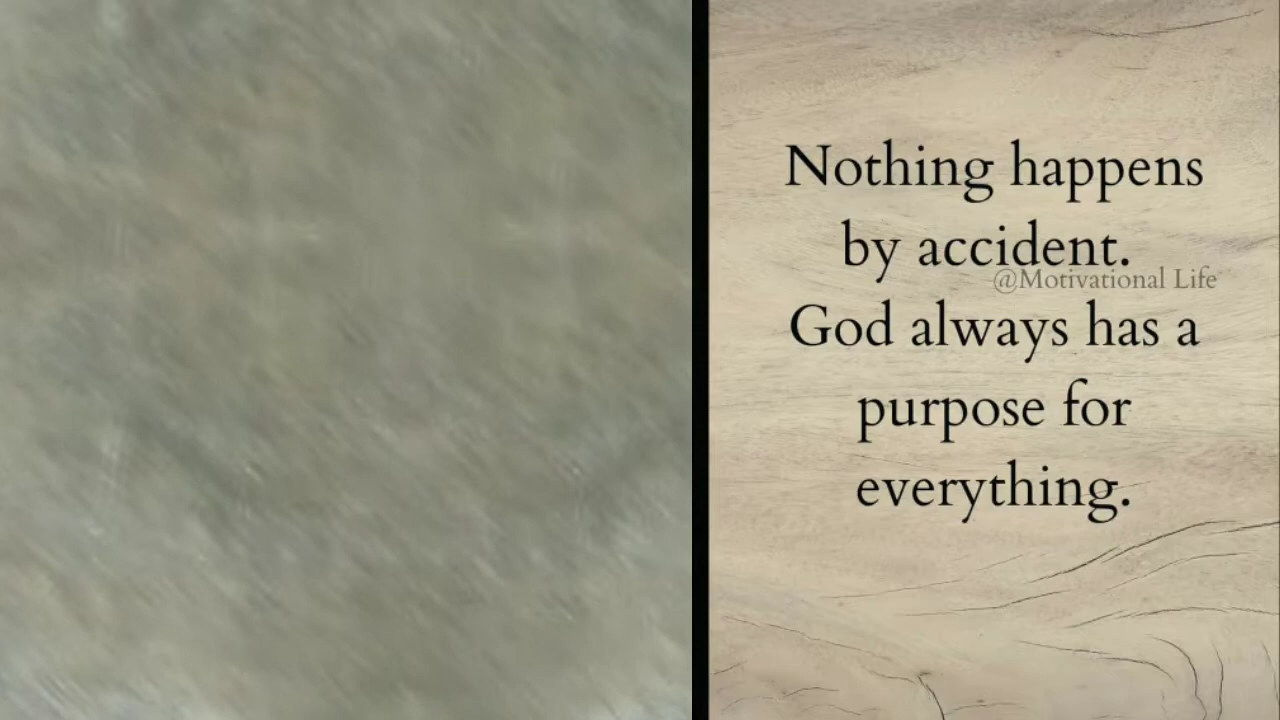 Nothing happens
by accident.
@Motivational Life
God always has a
purpose for
everything.